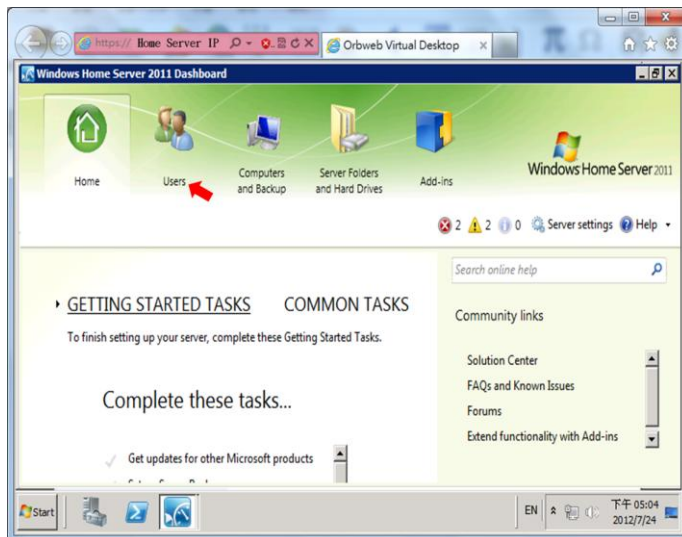 https:// Home Server IP
Orbweb Virtual Desktop
Windows Home Server 2011 Dashboard
Home
Users
Computers and Backup
Server Folders and Hard Drives
Add-ins
Windows Home Server 2011
2 2 0 Server settings Help
Search online help
GETTING STARTED TASKS COMMON TASKS
To finish setting up your server, complete these Getting Started Tasks.
Community links
Solution Center
FAQs and Known Issues
Forums
Extend functionality with Add-ins
Complete these tasks...
Get updates for other Microsoft products
Start
EN
下午 05:04
2012/7/24